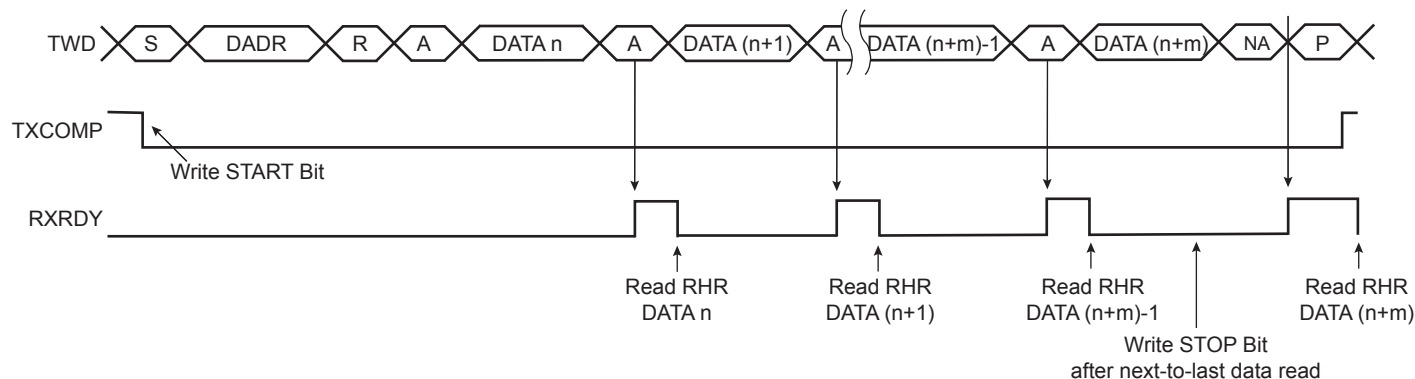 TWD S DADR R A DATA n A DATA (n+1) A DATA (n+m)-1 A DATA (n+m) NA P
TXCOMP
Write START Bit
RXRDY
Read RHR Read RHR Read RHR Read RHR
DATA n DATA (n+1) DATA (n+m)-1 DATA (n+m)
Write STOP Bit
after next-to-last data read